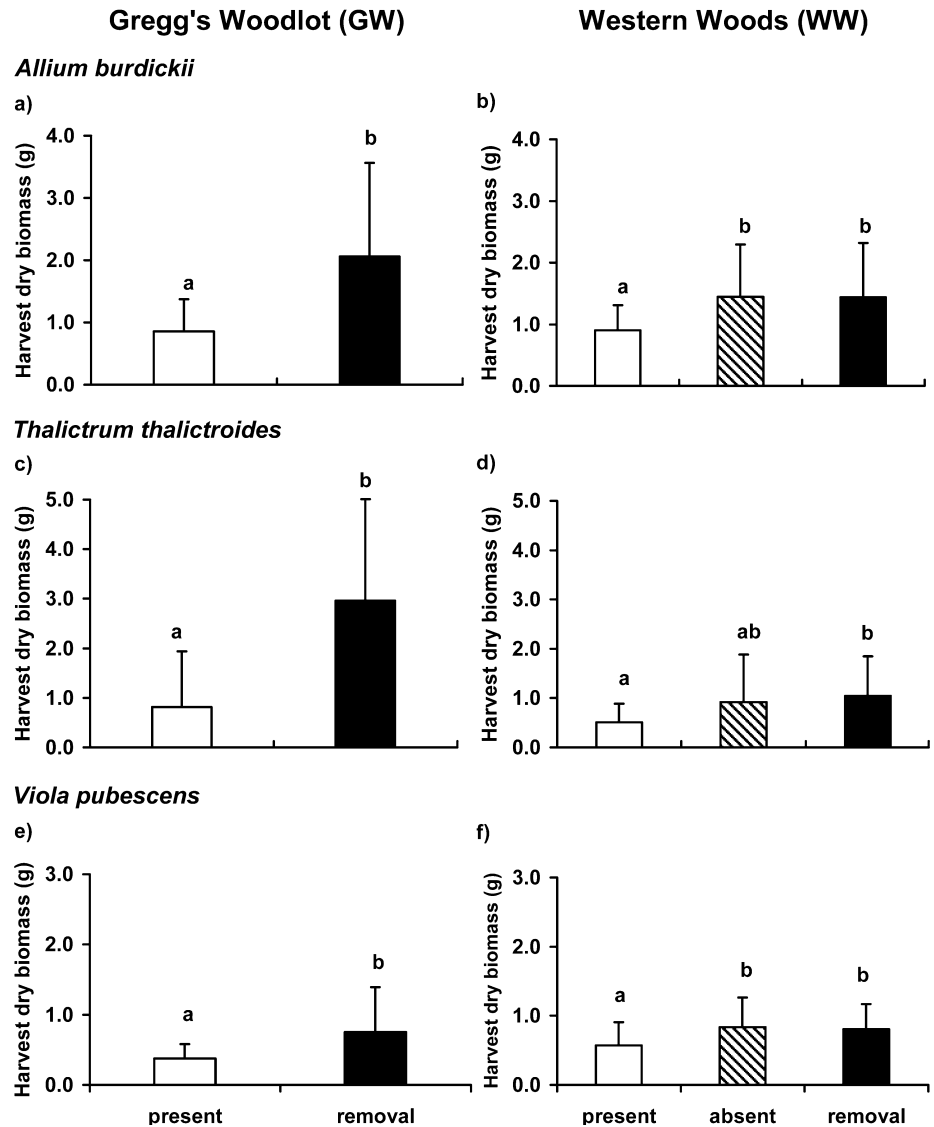 Gregg's Woodlot (GW)
Western Woods (WW)
Allium burdickii
a)
Harvest dry biomass (g)
4.0
3.0
2.0
1.0
0.0
a
b
b)
Harvest dry biomass (g)
4.0
3.0
2.0
1.0
0.0
a
b
b
Thalictrum thalictroides
c)
Harvest dry biomass (g)
5.0
4.0
3.0
2.0
1.0
0.0
a
b
d)
Harvest dry biomass (g)
5.0
4.0
3.0
2.0
1.0
0.0
a
ab
b
Viola pubescens
e)
Harvest dry biomass (g)
3.0
2.0
1.0
0.0
a
b
present
removal
f)
Harvest dry biomass (g)
3.0
2.0
1.0
0.0
a
b
b
present
absent
removal